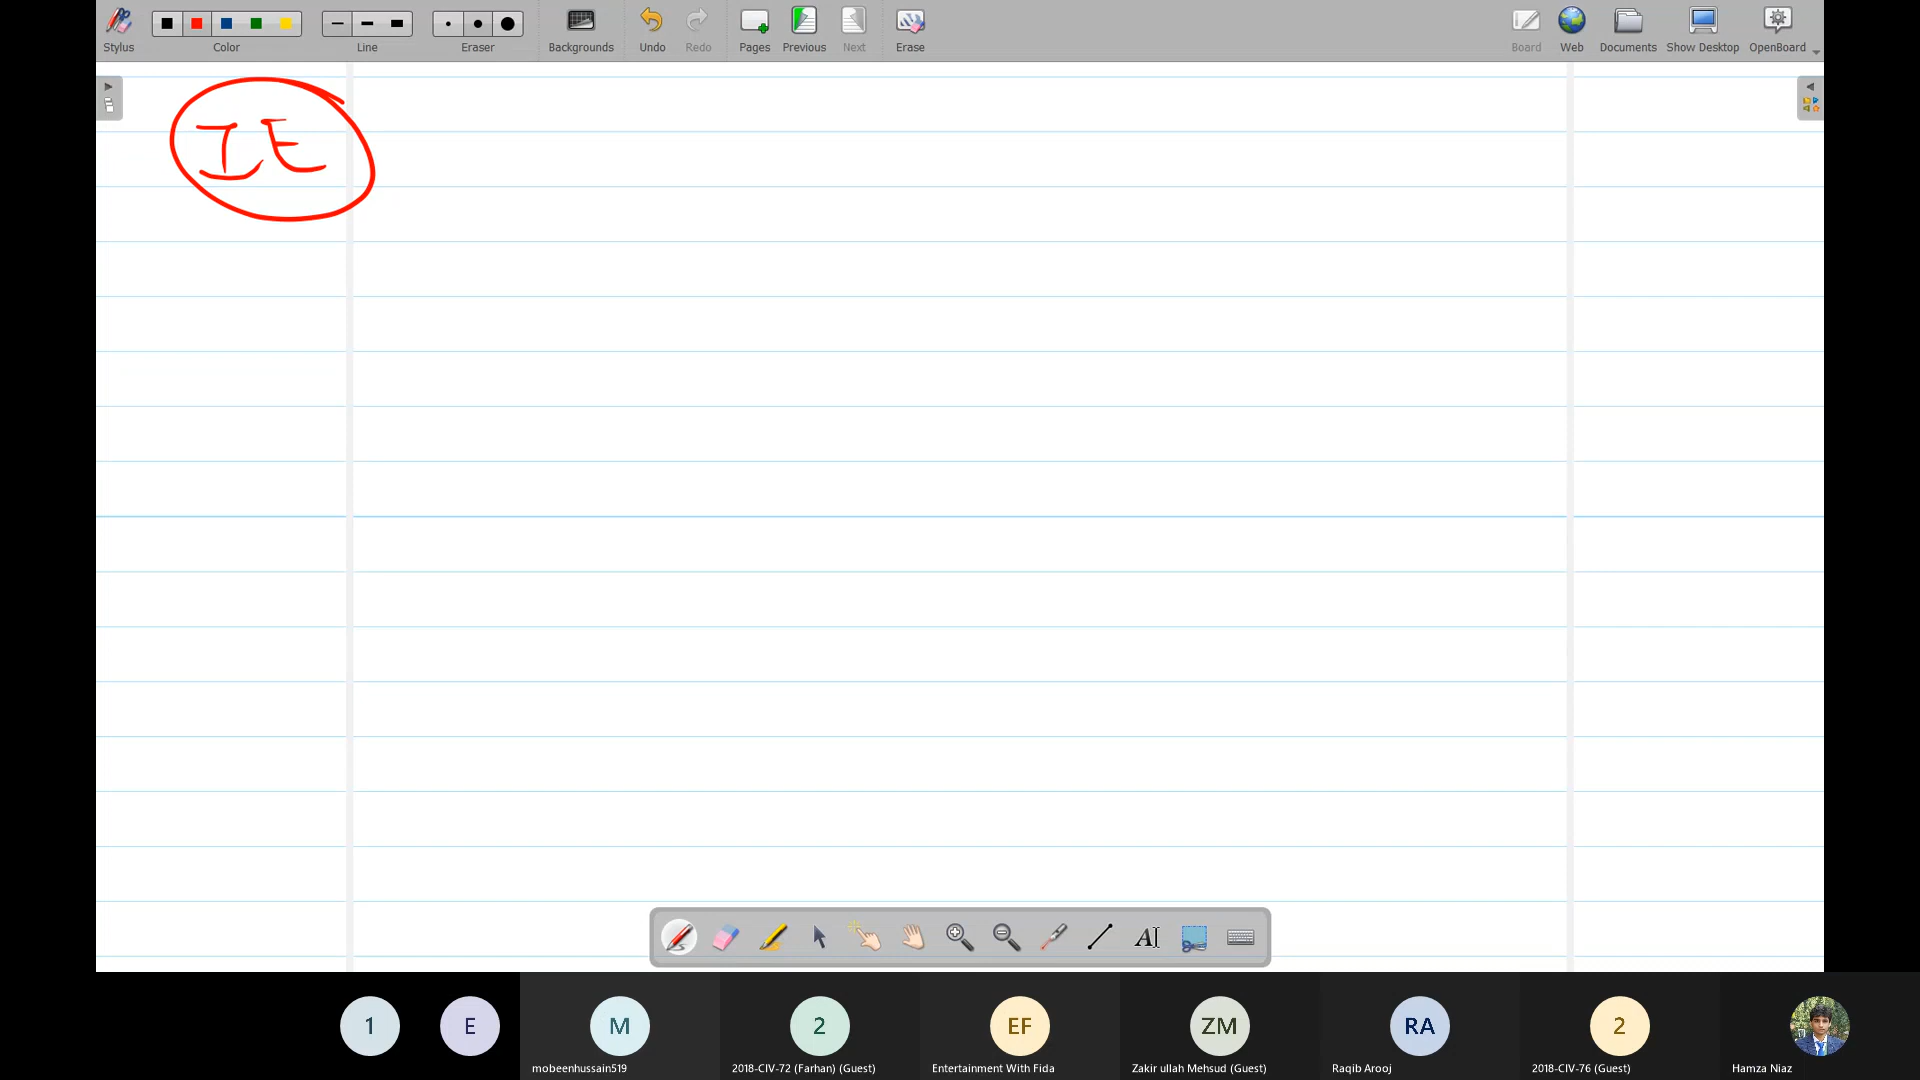 Stylus Color Line Eraser Backgrounds Undo Redo Pages Previous Next Erase Board Web Documents Show Desktop OpenBoard
IE
1 E M 2 EF ZM RA 2
mobeenhussain519 2018-CIV-72 (Farhan) (Guest) Entertainment With Fida Zakir ullah Mehsud (Guest) Raqib Arooj 2018-CIV-76 (Guest) Hamza Niaz